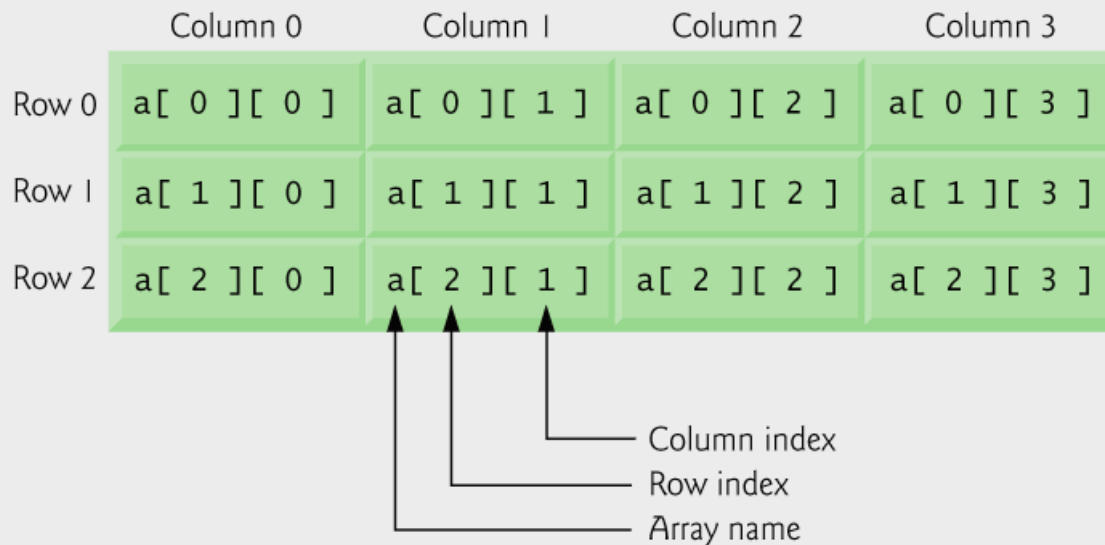 Column 0 Column 1 Column 2 Column 3
Row 0 a[ 0 ][ 0 ] a[ 0 ][ 1 ] a[ 0 ][ 2 ] a[ 0 ][ 3 ]
Row 1 a[ 1 ][ 0 ] a[ 1 ][ 1 ] a[ 1 ][ 2 ] a[ 1 ][ 3 ]
Row 2 a[ 2 ][ 0 ] a[ 2 ][ 1 ] a[ 2 ][ 2 ] a[ 2 ][ 3 ]
Column index
Row index
Array name